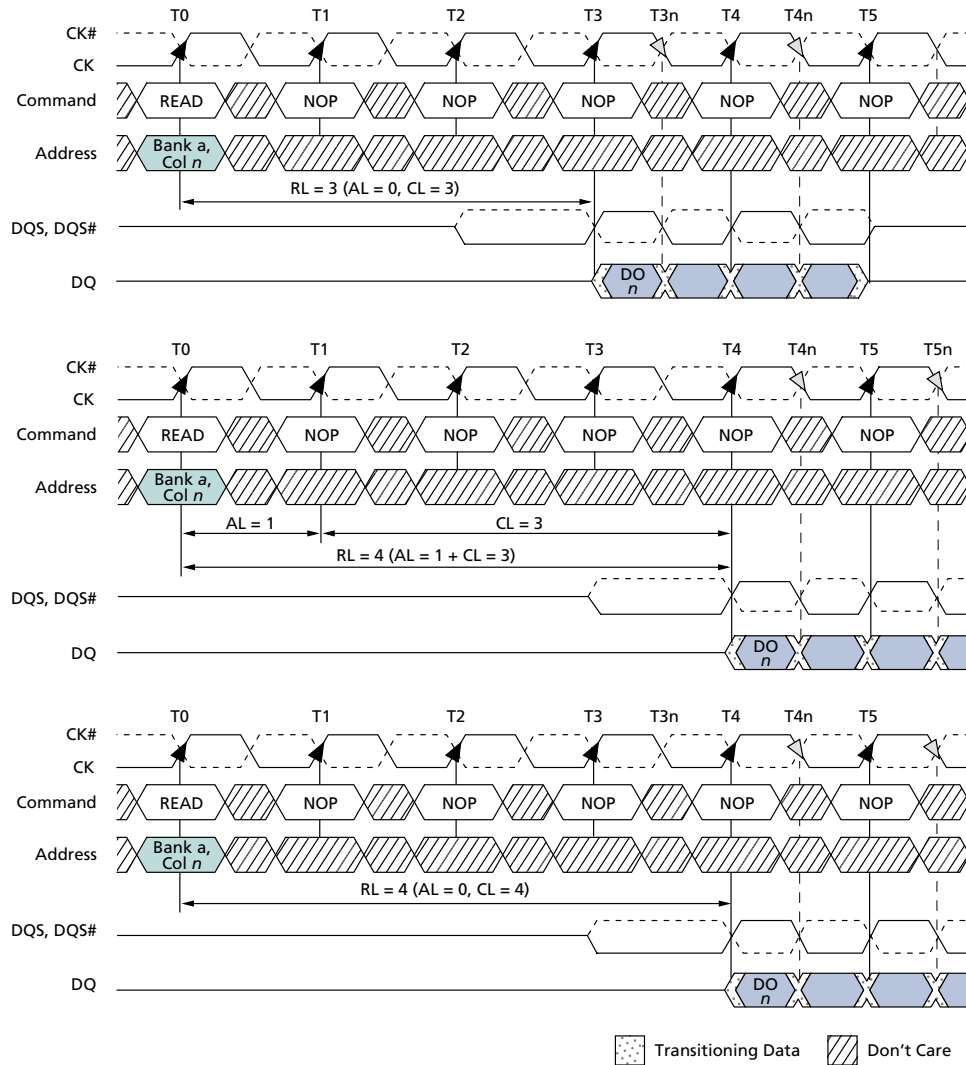 T0 T1 T2 T3 T3n T4 T4n T5
CK#
CK
Command READ NOP NOP NOP NOP NOP
Address Bank a,
Col n
RL = 3 (AL = 0, CL = 3)
DQS, DQS#
DQ DO
n
T0 T1 T2 T3 T4 T4n T5 T5n
CK#
CK
Command READ NOP NOP NOP NOP NOP
Address Bank a,
Col n
AL = 1 CL = 3
RL = 4 (AL = 1 + CL = 3)
DQS, DQS#
DQ DO
n
T0 T1 T2 T3 T3n T4 T4n T5
CK#
CK
Command READ NOP NOP NOP NOP NOP
Address Bank a,
Col n
RL = 4 (AL = 0, CL = 4)
DQS, DQS#
DQ DO
n
Transitioning Data Don't Care